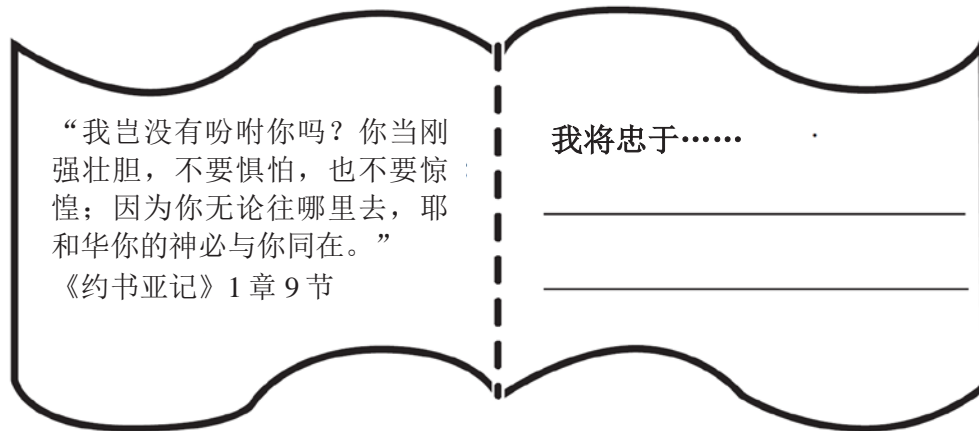 “我岂没有吩咐你吗？你当刚
强壮胆，不要惧怕，也不要惊
惶；因为你无论往哪里去，耶
和华你的神必与你同在。”
《约书亚记》1 章 9 节
我将忠于……